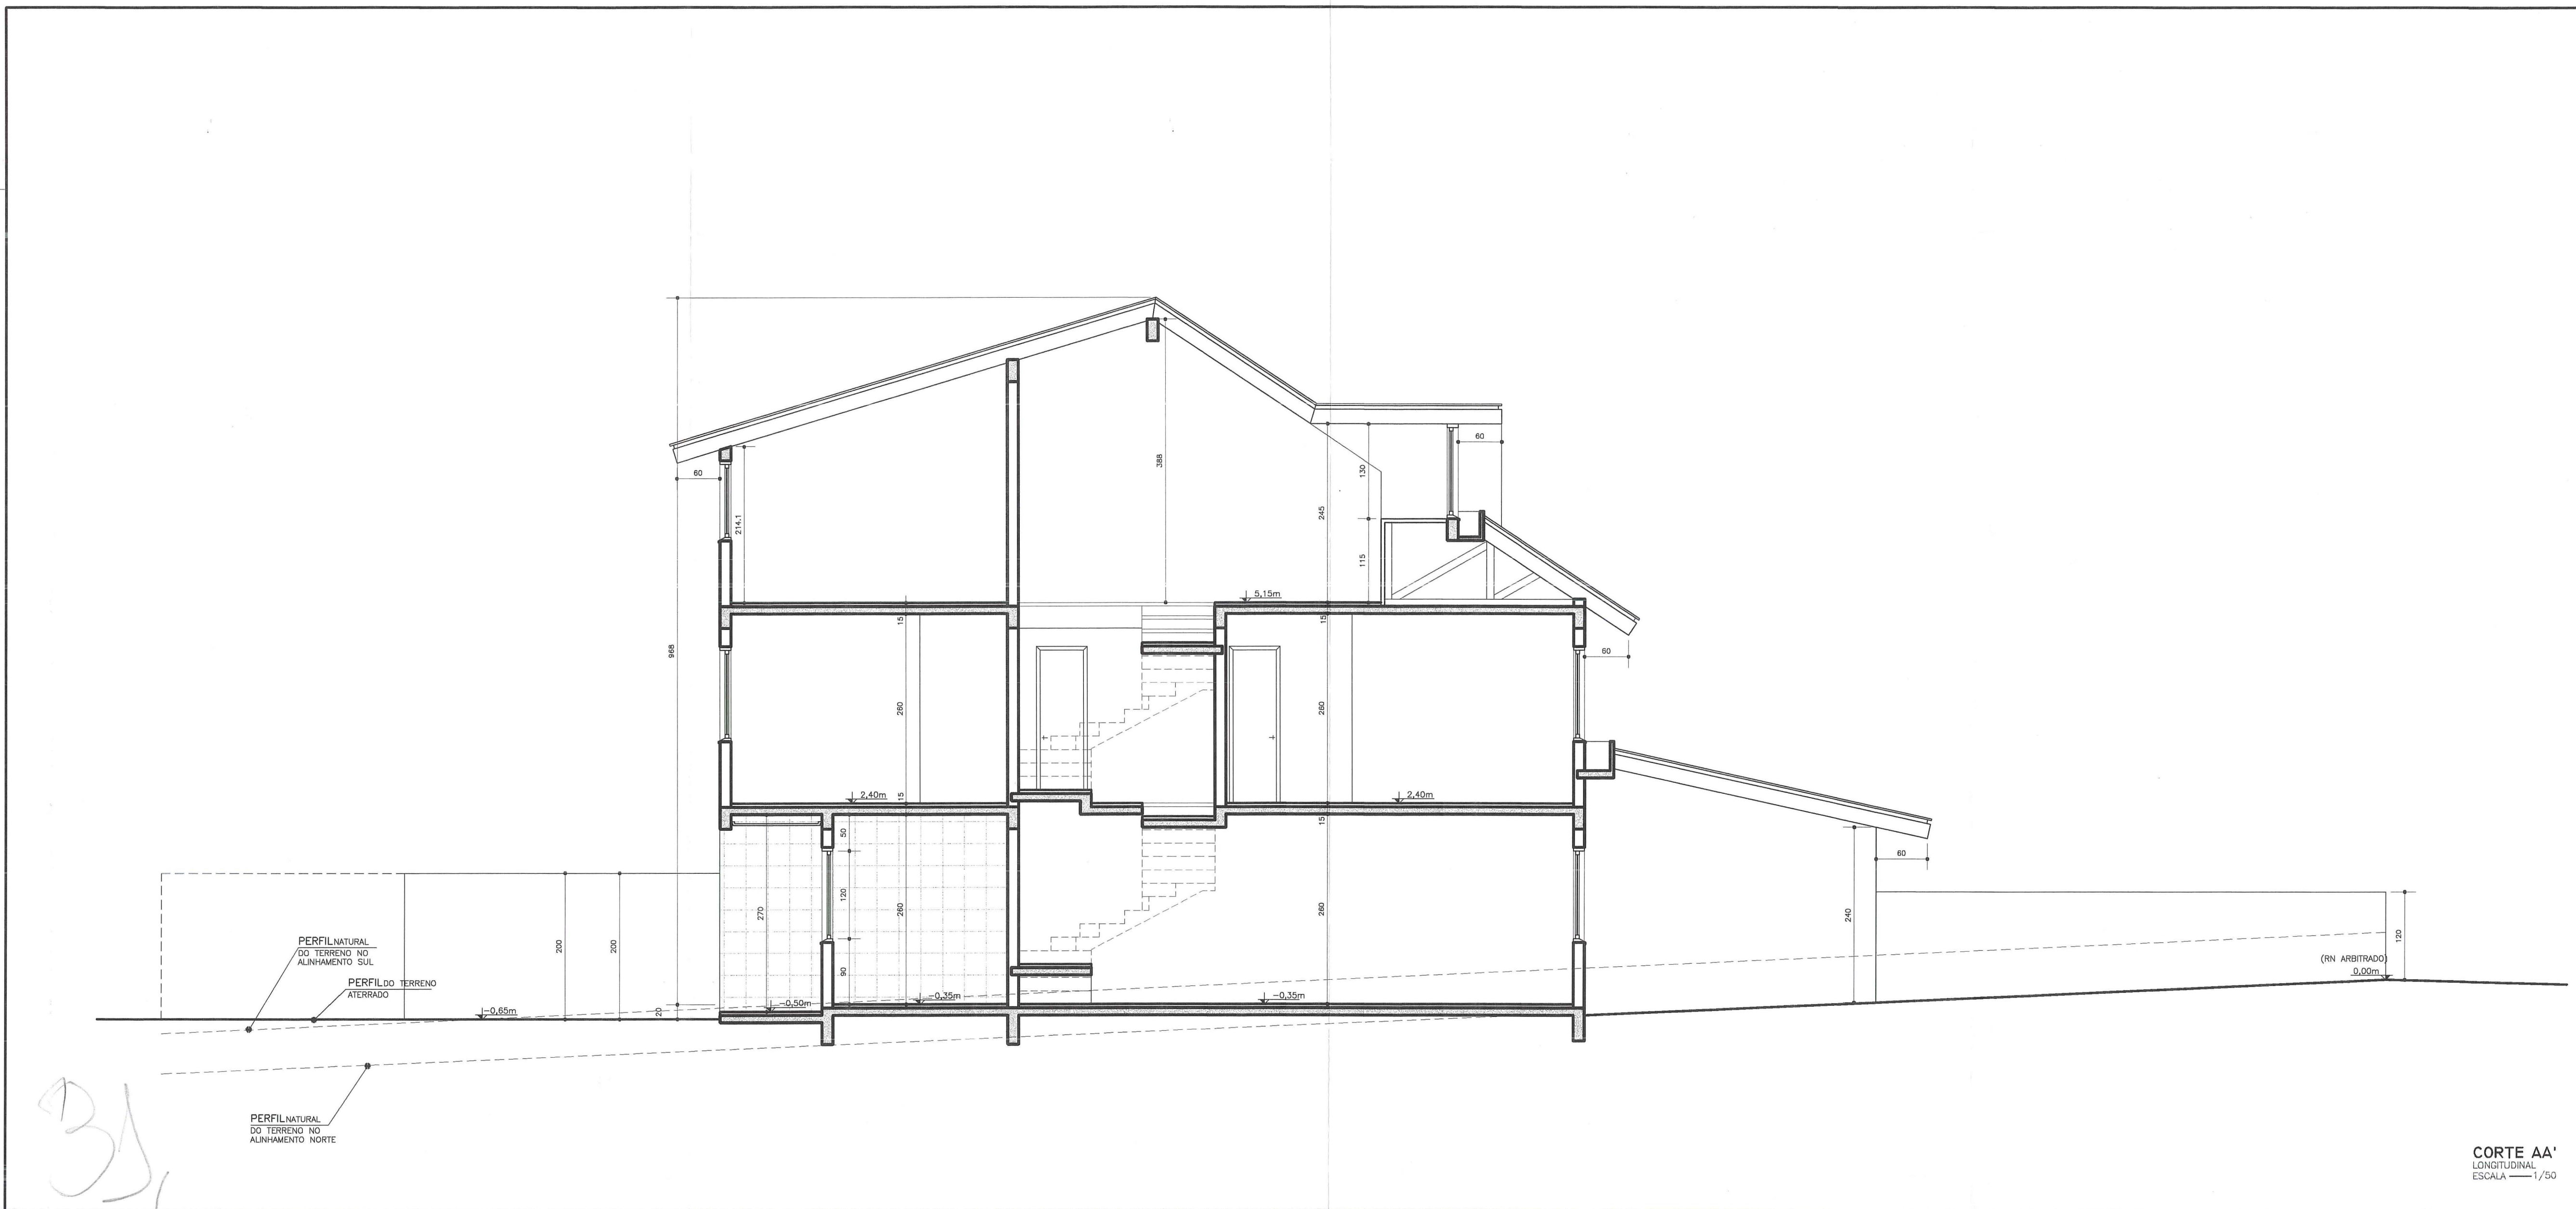 60
60
388
130
245
214.1
115
5,15m
15
15
968
60
260
260
2,40m
15
2,40m
15
50
60
120
260
260
270
240
200
200
120
PERFIL NATURAL
DO TERRENO NO
ALINHAMENTO SUL
PERFIL DO TERRENO
ATERRADO
90
(RN ARBITRADO)
0,00m
-0,65m
20
-0,50m
-0,35m
-0,35m
PERFIL NATURAL
DO TERRENO NO
ALINHAMENTO NORTE
CORTE AA'
LONGITUDINAL
ESCALA 1/50